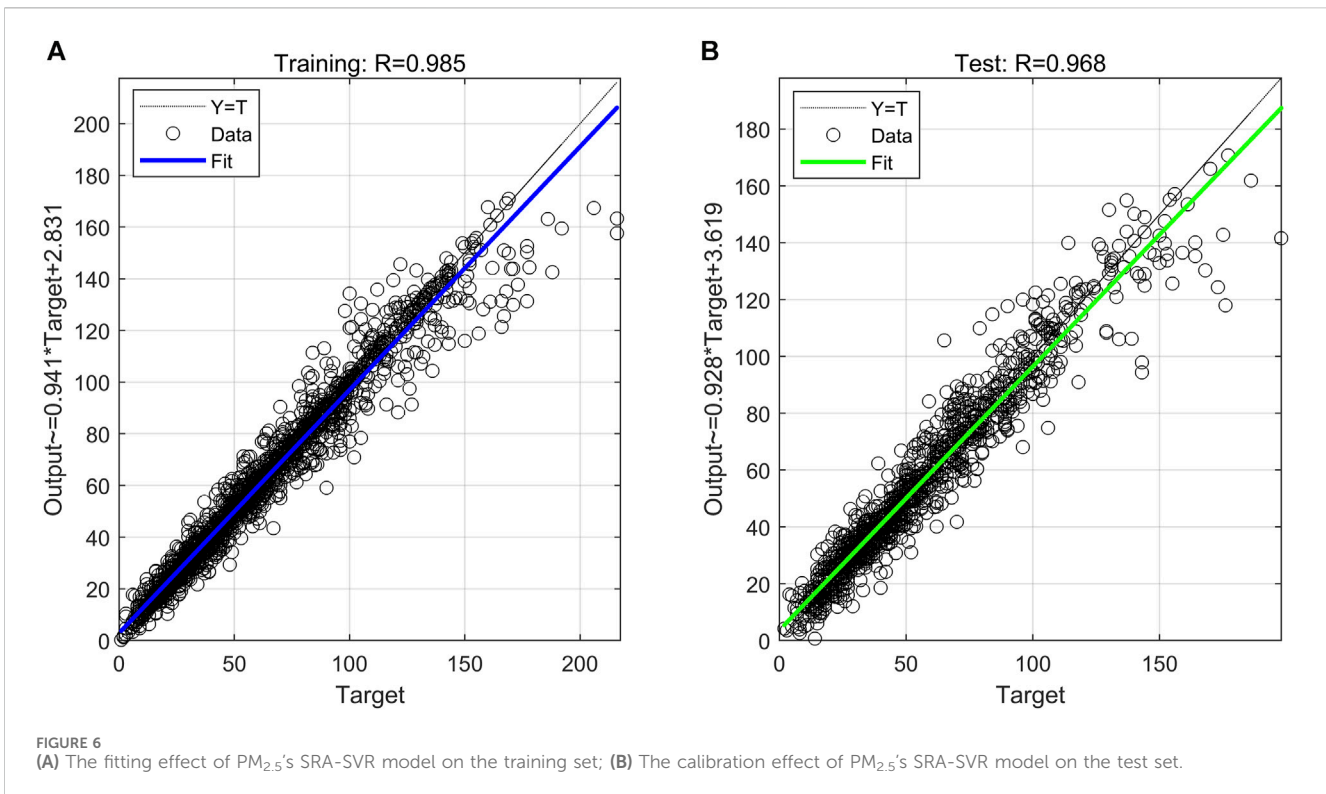 A
Training: R=0.985
Y=T
Data
Fit
Output~=0.941*Target+2.831
200
180
160
140
120
100
80
60
40
20
0
0 50 100 150 200
Target
B
Test: R=0.968
Y=T
Data
Fit
Output~=0.928*Target+3.619
180
160
140
120
100
80
60
40
20
0
0 50 100 150
Target
FIGURE 6
(A) The fitting effect of PM2.5's SRA-SVR model on the training set; (B) The calibration effect of PM2.5's SRA-SVR model on the test set.